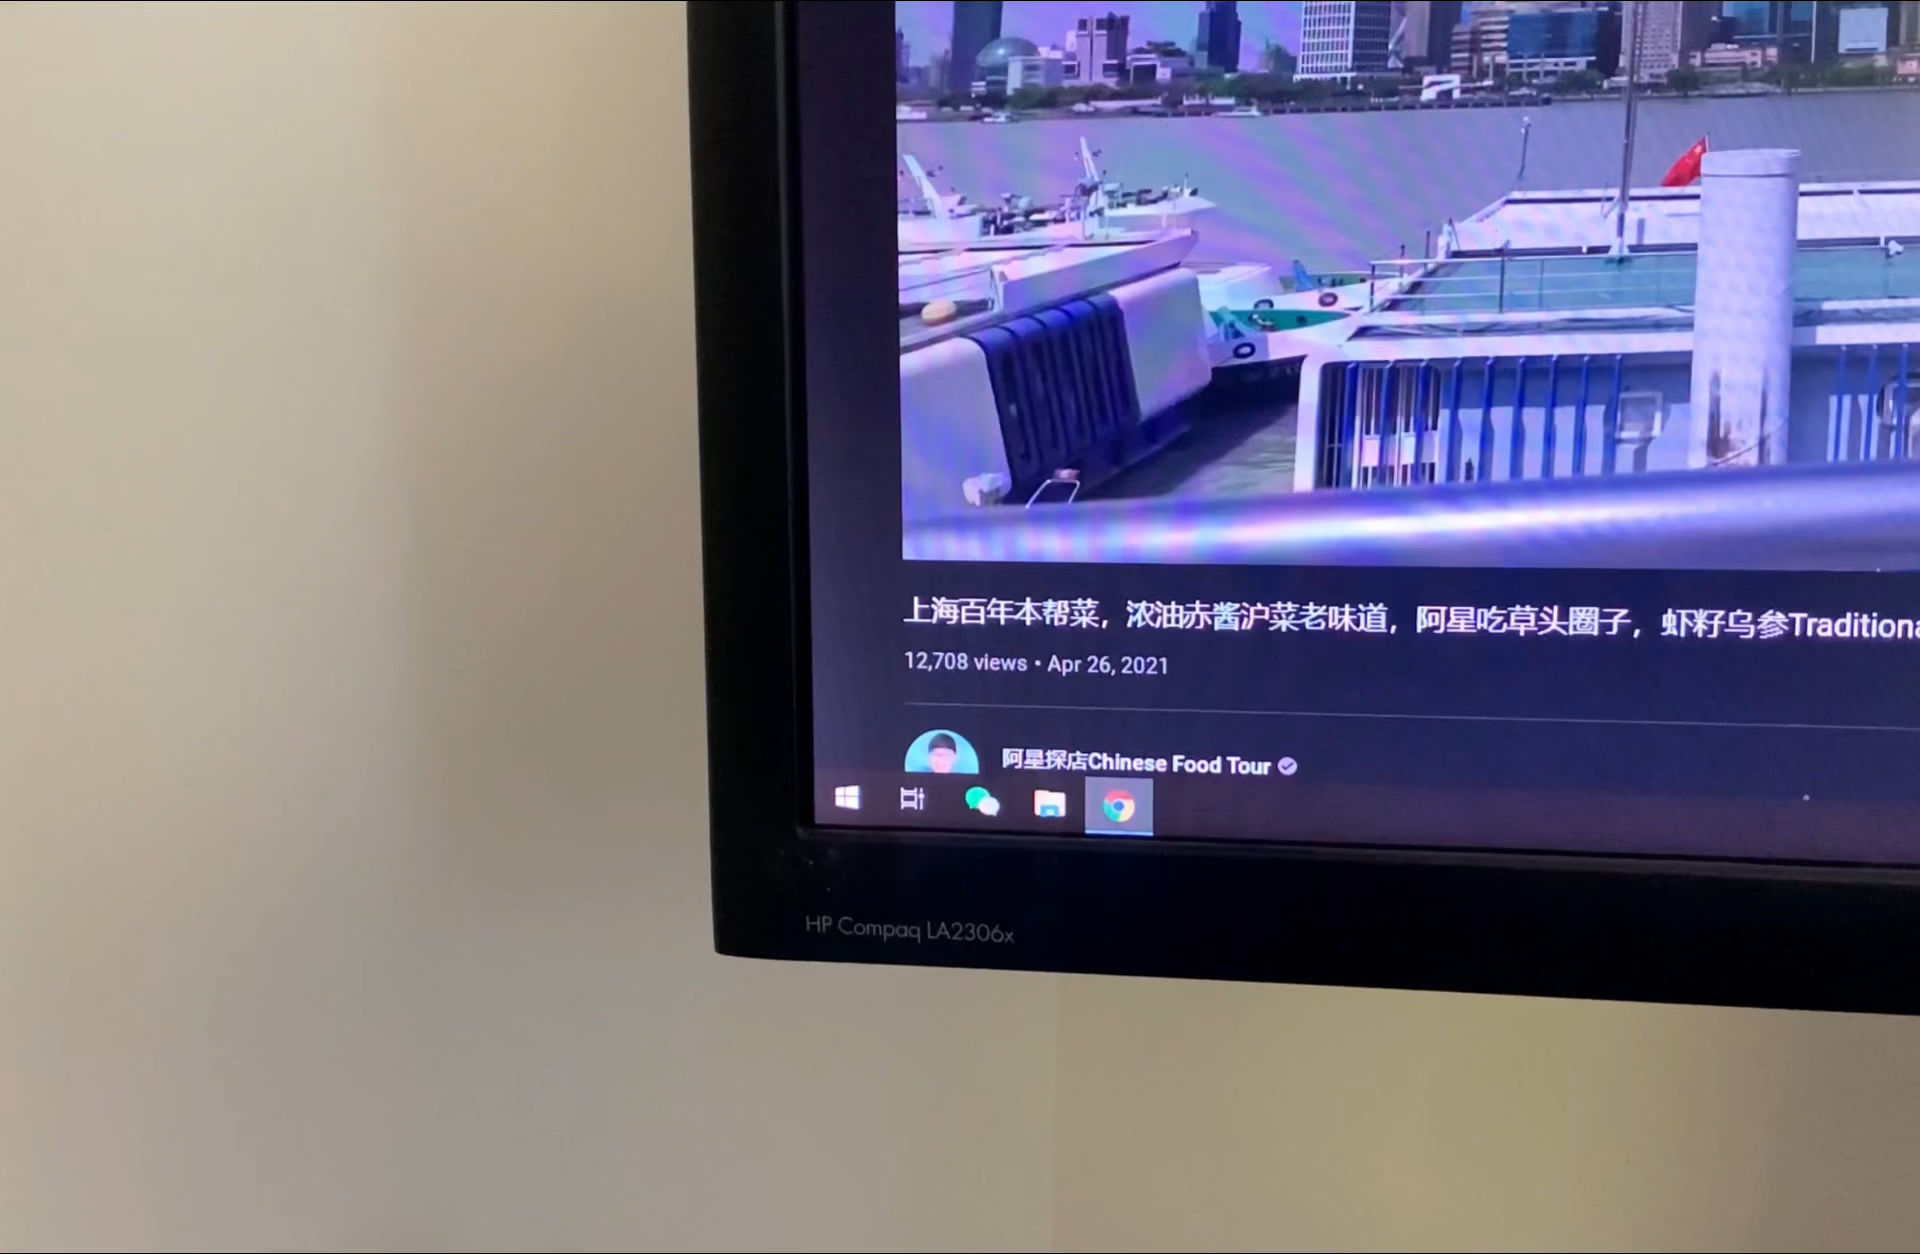 上海百年本帮菜，浓油赤酱沪菜老味道，阿星吃草头圈子，虾籽乌参Traditiona
12,708 views • Apr 26, 2021
阿星探店Chinese Food Tour
HP Compaq LA2306x